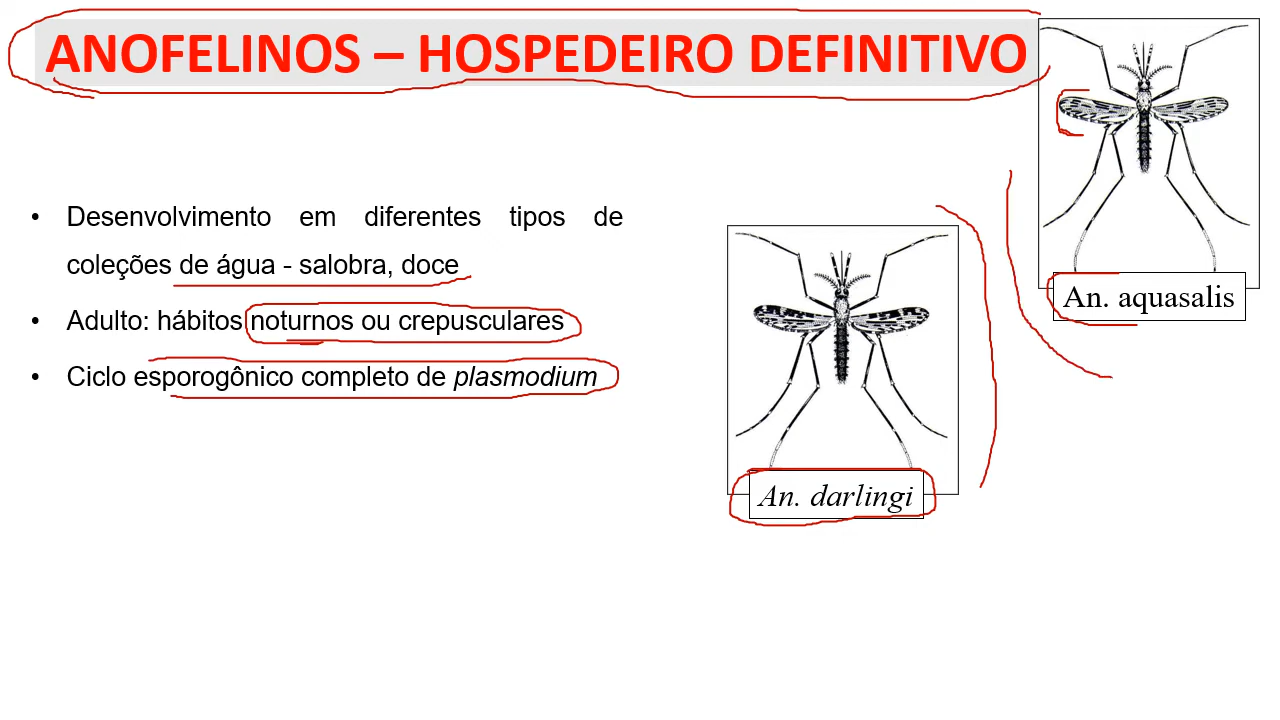 ANOFELINOS – HOSPEDEIRO DEFINITIVO
• Desenvolvimento em diferentes tipos de
coleções de água - salobra, doce
• Adulto: hábitos noturnos ou crepusculares
• Ciclo esporogônico completo de plasmodium
An. darlingi
An. aquasalis